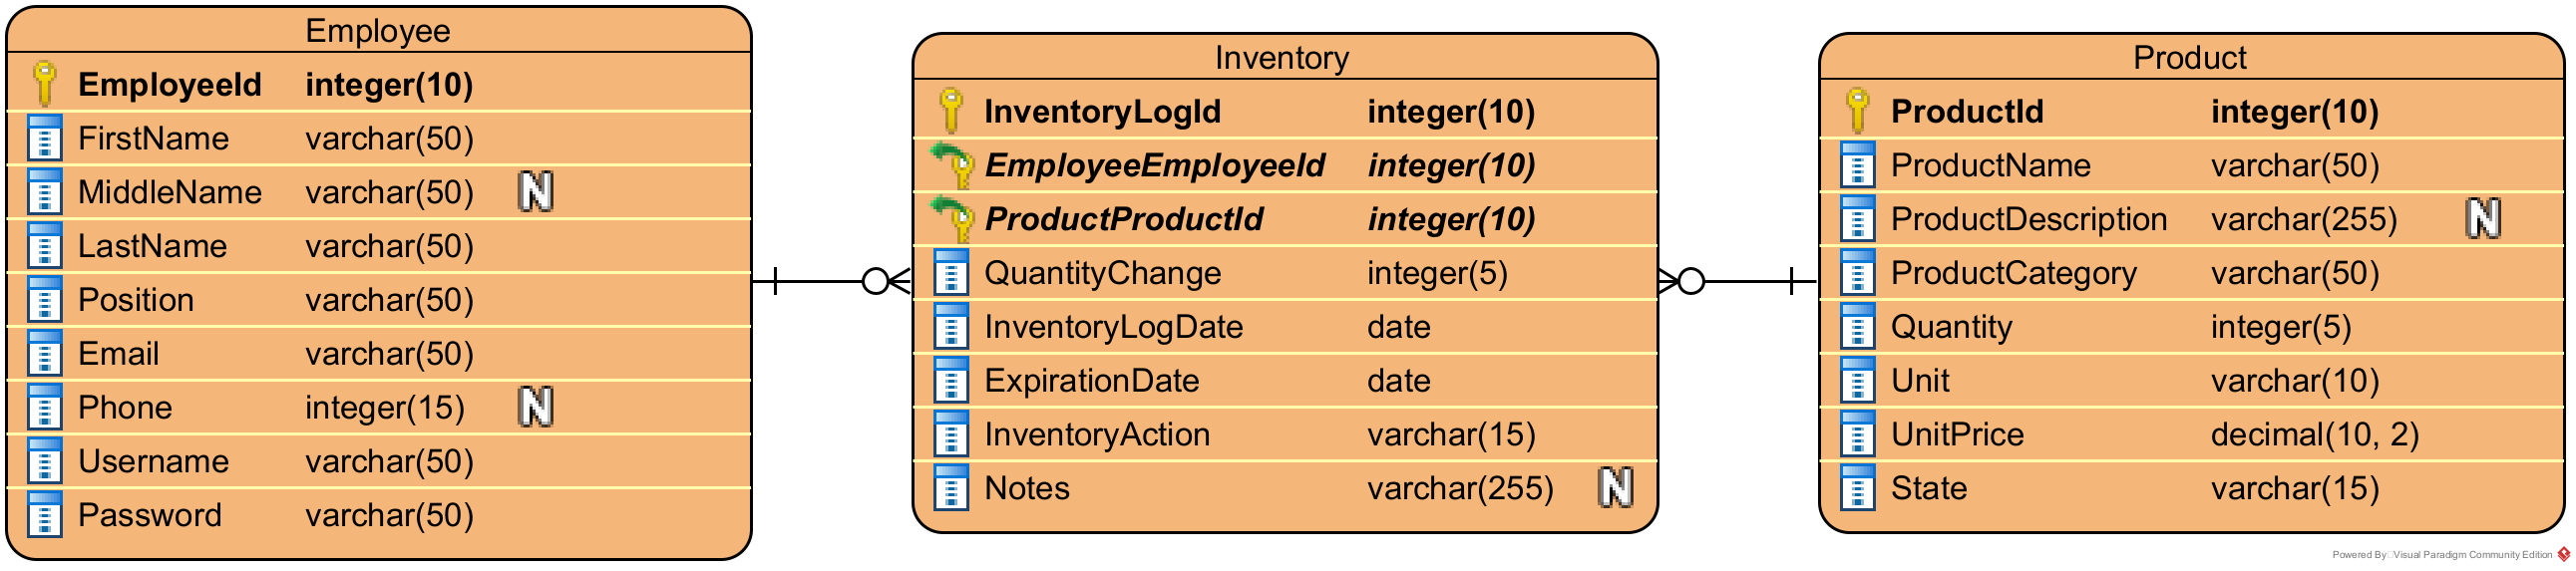 Employee
EmployeeId integer(10)
FirstName varchar(50)
MiddleName varchar(50) N
LastName varchar(50)
Position varchar(50)
Email varchar(50)
Phone integer(15) N
Username varchar(50)
Password varchar(50)
Inventory
InventoryLogId integer(10)
EmployeeEmployeeId integer(10)
ProductProductId integer(10)
QuantityChange integer(5)
InventoryLogDate date
ExpirationDate date
InventoryAction varchar(15)
Notes varchar(255) N
Product
ProductId integer(10)
ProductName varchar(50)
ProductDescription varchar(255) N
ProductCategory varchar(50)
Quantity integer(5)
Unit varchar(10)
UnitPrice decimal(10, 2)
State varchar(15)
Powered By Visual Paradigm Community Edition